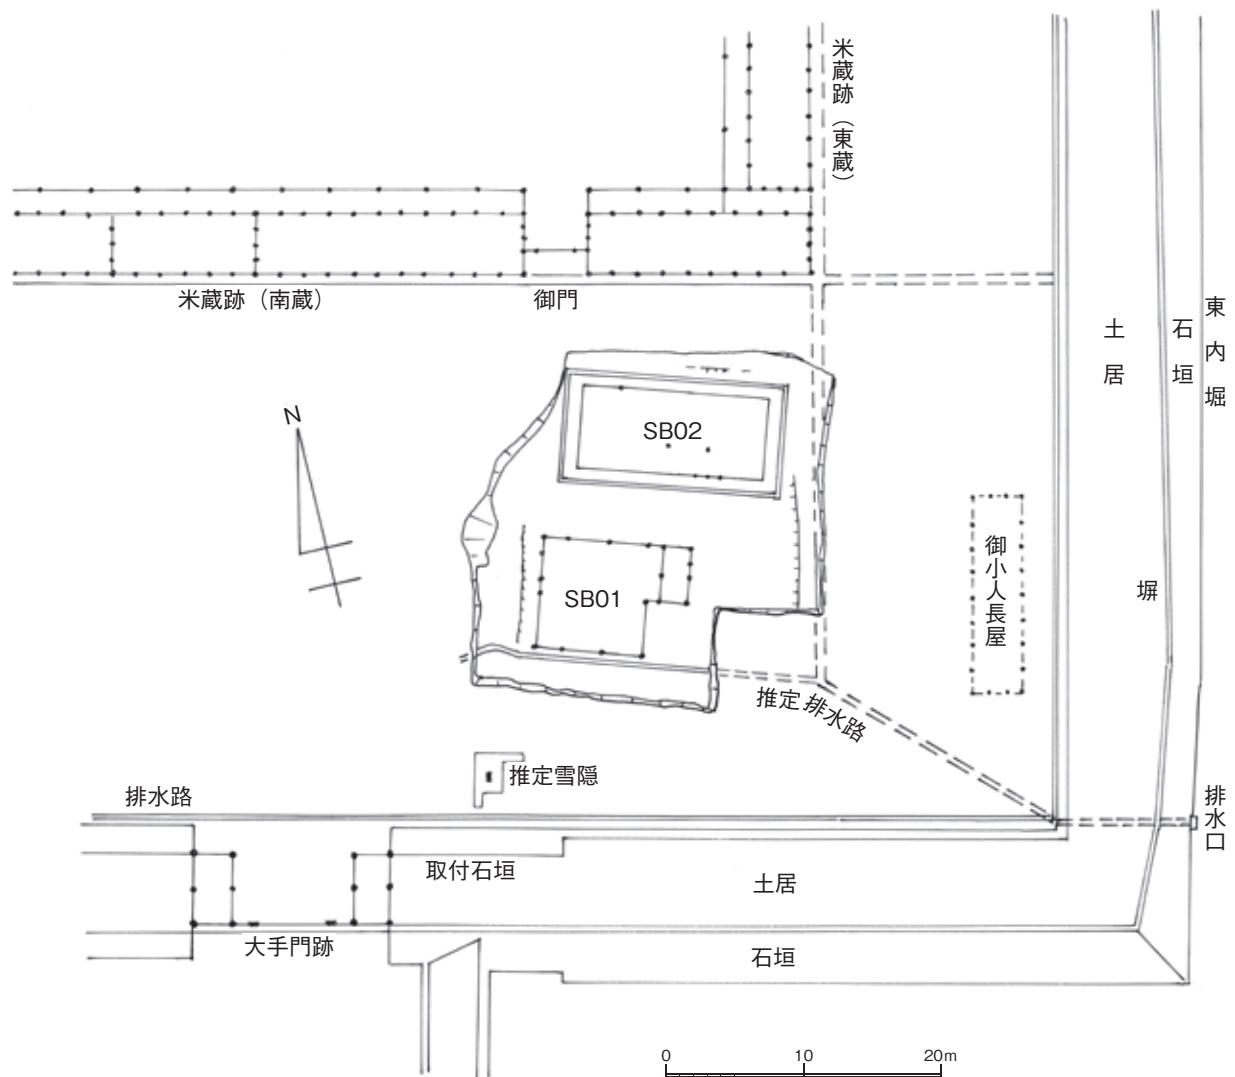 米蔵跡（東蔵）
米蔵跡（南蔵）
御門
土居
石垣
東内堀
N
SB02
SB01
御小人長屋
塀
推定排水路
推定雪隠
排水路
排水口
取付石垣
土居
大手門跡
石垣
0 10 20m